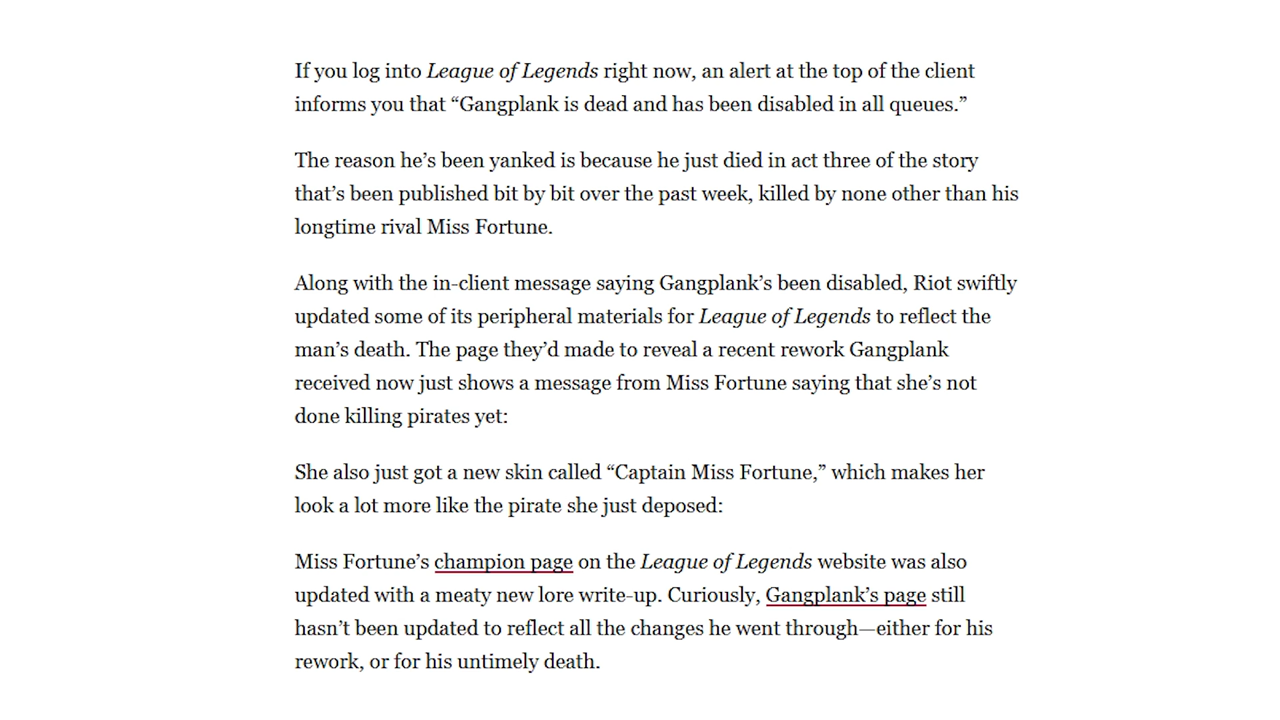 If you log into League of Legends right now, an alert at the top of the client
informs you that “Gangplank is dead and has been disabled in all queues.”
The reason he’s been yanked is because he just died in act three of the story
that’s been published bit by bit over the past week, killed by none other than his
longtime rival Miss Fortune.
Along with the in-client message saying Gangplank’s been disabled, Riot swiftly
updated some of its peripheral materials for League of Legends to reflect the
man’s death. The page they’d made to reveal a recent rework Gangplank
received now just shows a message from Miss Fortune saying that she’s not
done killing pirates yet:
She also just got a new skin called “Captain Miss Fortune,” which makes her
look a lot more like the pirate she just deposed:
Miss Fortune’s champion page on the League of Legends website was also
updated with a meaty new lore write-up. Curiously, Gangplank’s page still
hasn’t been updated to reflect all the changes he went through—either for his
rework, or for his untimely death.